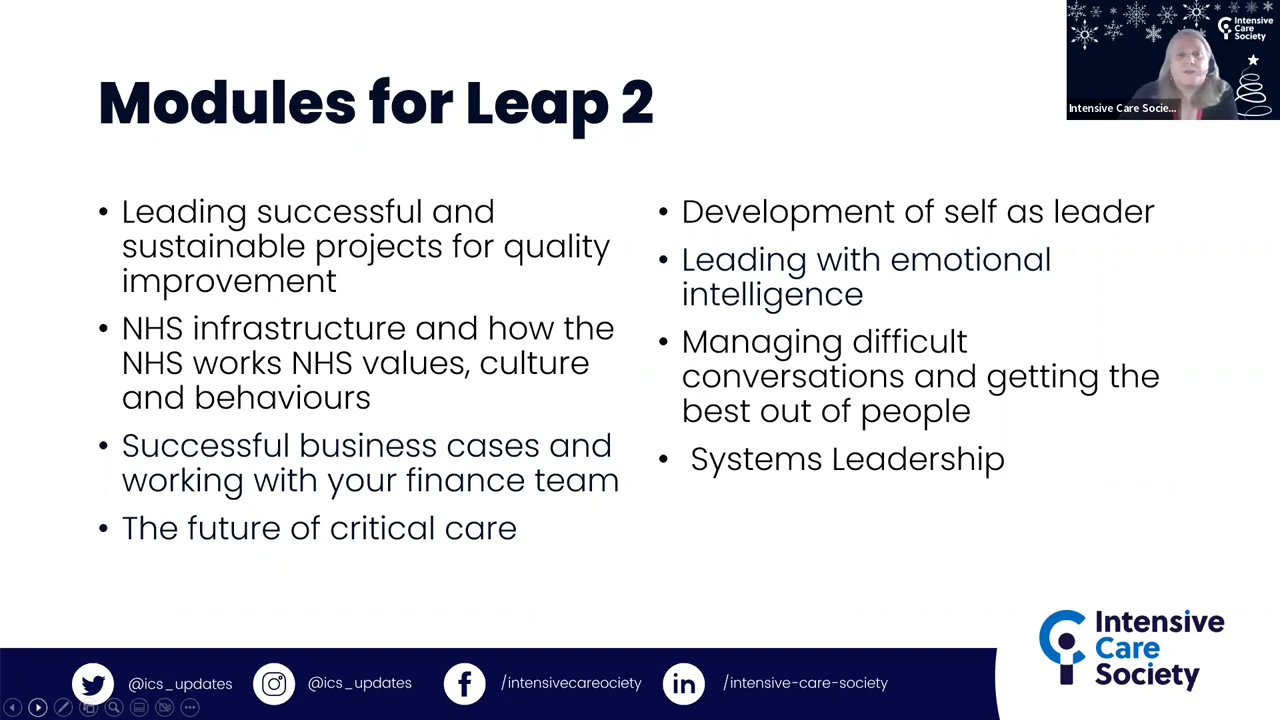 Modules for Leap 2
• Leading successful and
sustainable projects for quality
improvement
• NHS infrastructure and how the
NHS works NHS values, culture
and behaviours
• Successful business cases and
working with your finance team
• The future of critical care
• Development of self as leader
• Leading with emotional
intelligence
• Managing difficult
conversations and getting the
best out of people
• Systems Leadership
Intensive
Care
Society
Intensive Care Socie...
@ics_updates
@ics_updates
/intensivecareociety
/intensive-care-society
Intensive
Care
Society